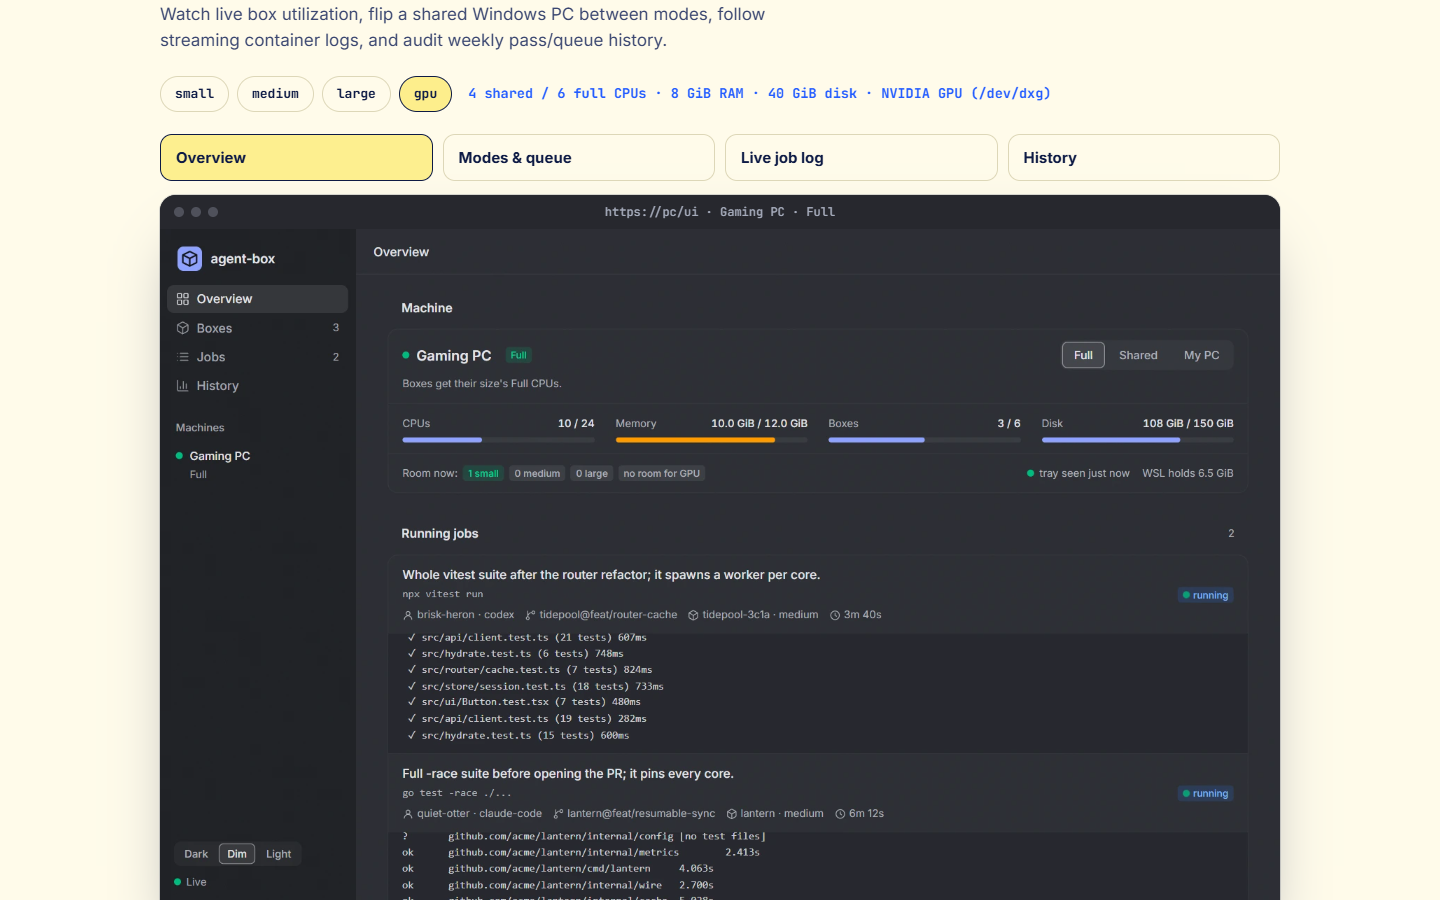 Watch live box utilization, flip a shared Windows PC between modes, follow
streaming container logs, and audit weekly pass/queue history.
small medium large gpu 4 shared / 6 full CPUs · 8 GiB RAM · 40 GiB disk · NVIDIA GPU (/dev/dxg)
Overview Modes & queue Live job log History
https://pc/ui · Gaming PC · Full
agent-box
Overview
Boxes 3
Jobs 2
History
Machines
Gaming PC
Full
Dark Dim Light
Live
Overview
Machine
Gaming PC Full
Full Shared My PC
Boxes get their size's Full CPUs.
CPUs 10 / 24 Memory 10.0 GiB / 12.0 GiB Boxes 3 / 6 Disk 108 GiB / 150 GiB
Room now: 1 small 0 medium 0 large no room for GPU tray seen just now WSL holds 6.5 GiB
Running jobs 2
Whole vitest suite after the router refactor; it spawns a worker per core.
npx vitest run
running
brisk-heron · codex tidepool@feat/router-cache tidepool-3c1a · medium 3m 40s
✓ src/api/client.test.ts (21 tests) 607ms
✓ src/hydrate.test.ts (6 tests) 748ms
✓ src/router/cache.test.ts (7 tests) 824ms
✓ src/store/session.test.ts (18 tests) 733ms
✓ src/ui/Button.test.tsx (7 tests) 480ms
✓ src/api/client.test.ts (19 tests) 282ms
✓ src/hydrate.test.ts (15 tests) 600ms
Full -race suite before opening the PR; it pins every core.
go test -race ./...
running
quiet-otter · claude-code lantern@feat/resumable-sync lantern · medium 6m 12s
? github.com/acme/lantern/internal/config [no test files]
ok github.com/acme/lantern/internal/metrics 2.413s
ok github.com/acme/lantern/cmd/lantern 4.063s
ok github.com/acme/lantern/internal/wire 2.700s